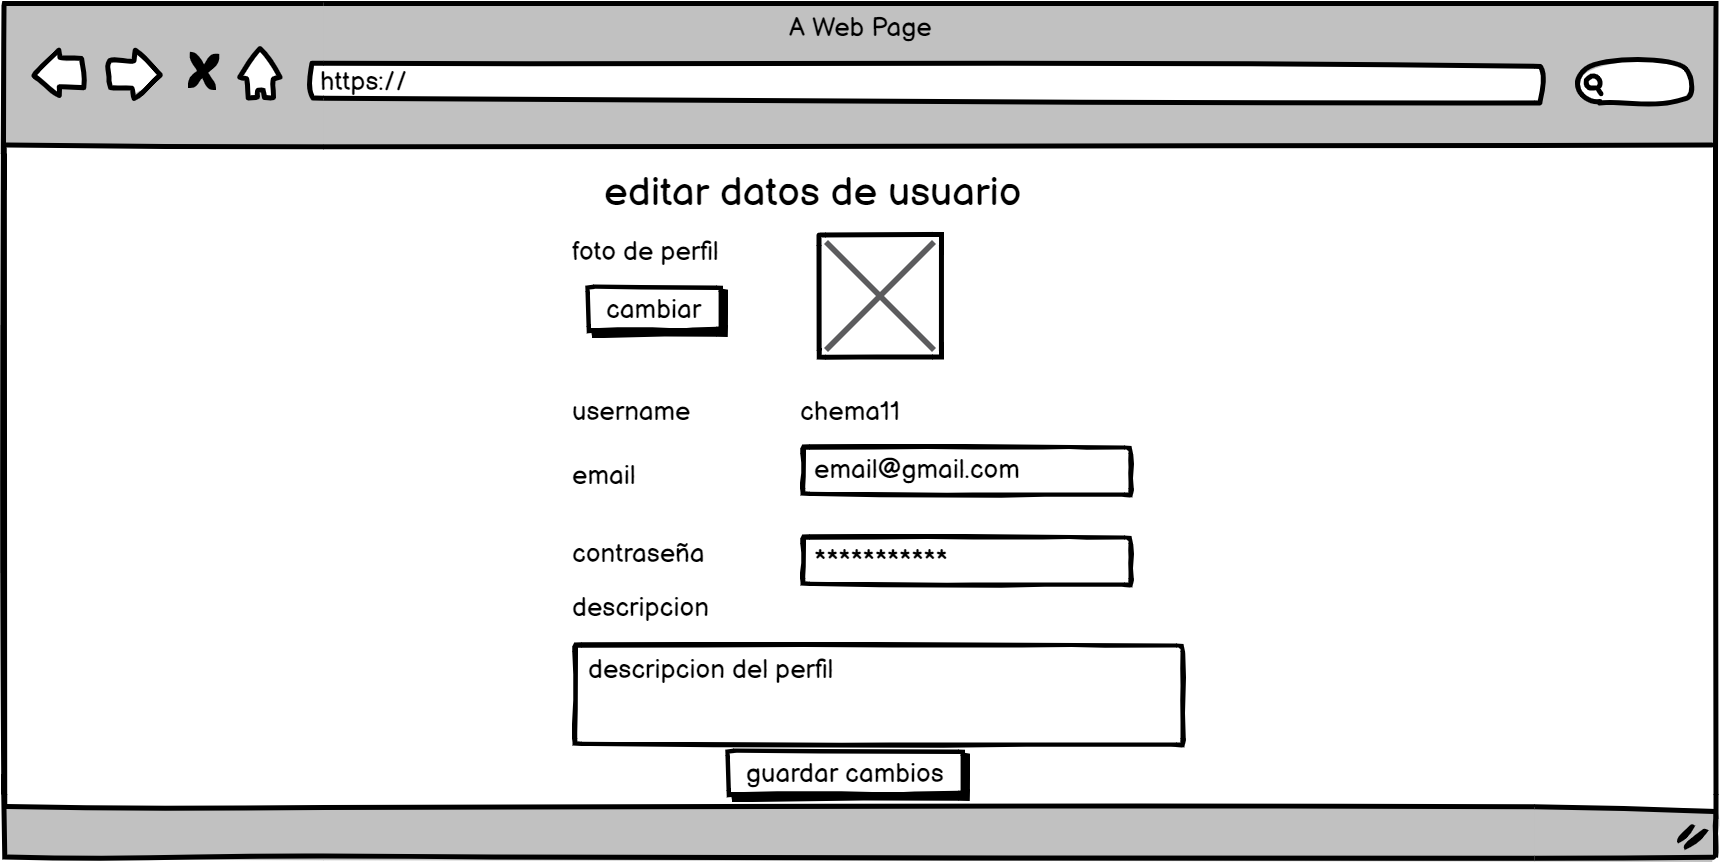 A Web Page
https://
editar datos de usuario
foto de perfil
cambiar
username chema11
email email@gmail.com
contraseña ***********
descripcion
descripcion del perfil
guardar cambios